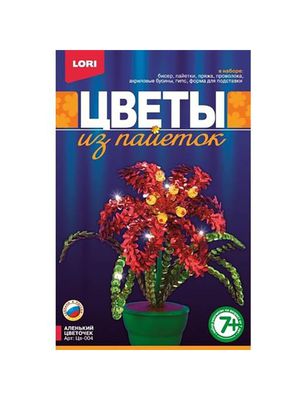 LORI
в наборе:
бисер, пайетки, пряжа, проволока,
акриловые бусины, гипс, форма для подставки
ЦВЕТЫ
из пайеток
АЛЕНЬКИЙ
ЦВЕТОЧЕК
Арт. Цв-004
7+